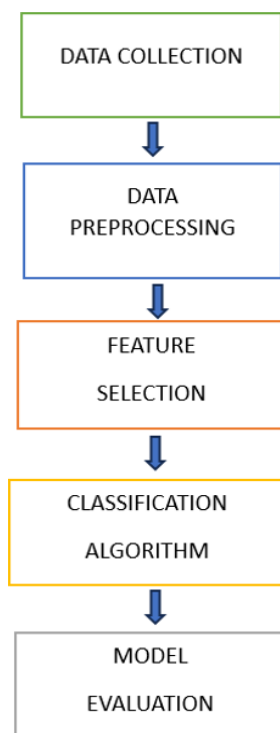 DATA COLLECTION
DATA
PREPROCESSING
FEATURE
SELECTION
CLASSIFICATION
ALGORITHM
MODEL
EVALUATION